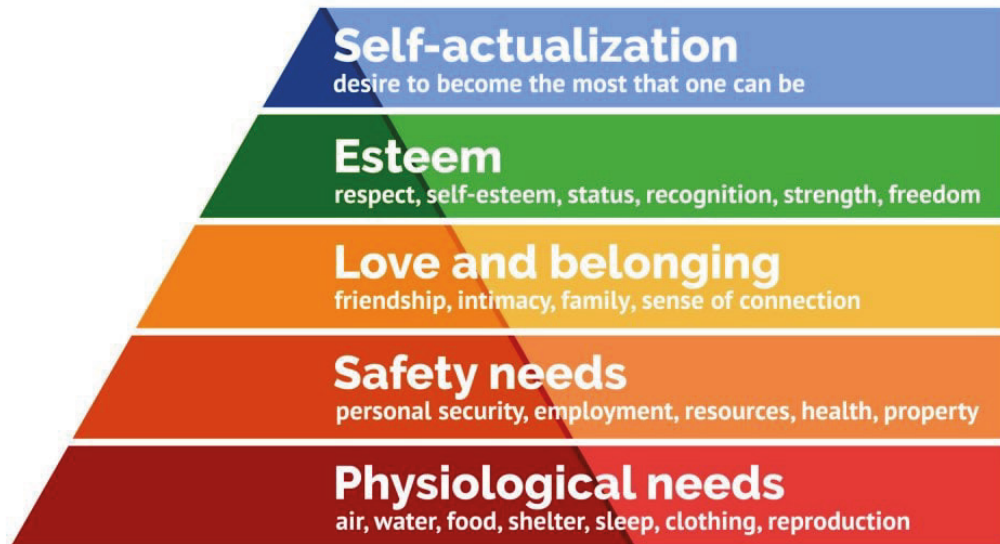 Self-actualization
desire to become the most that one can be
Esteem
respect, self-esteem, status, recognition, strength, freedom
Love and belonging
friendship, intimacy, family, sense of connection
Safety needs
personal security, employment, resources, health, property
Physiological needs
air, water, food, shelter, sleep, clothing, reproduction